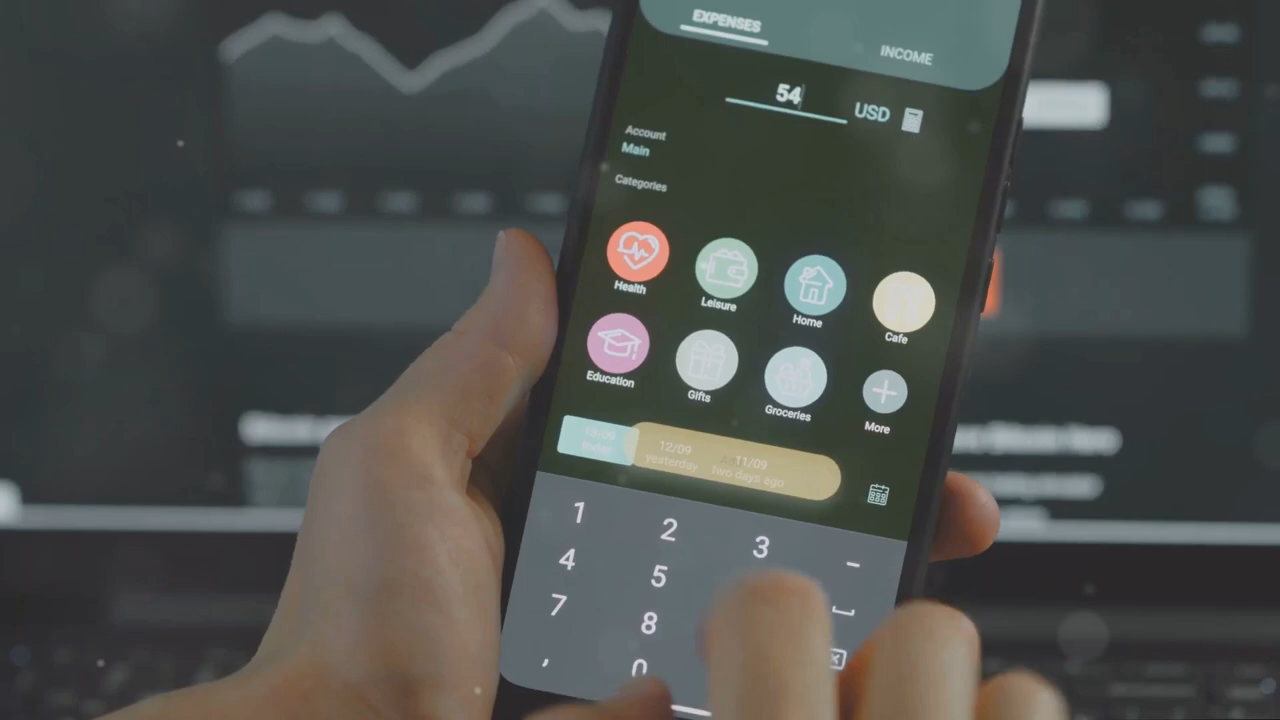 EXPENSES
INCOME
54 USD
Account
Main
Categories
Health
Leisure
Home
Cafe
Education
Gifts
Groceries
More
12/09
yesterday
11/09
two days ago
1 2 3 -
4 5
7 8
, 0